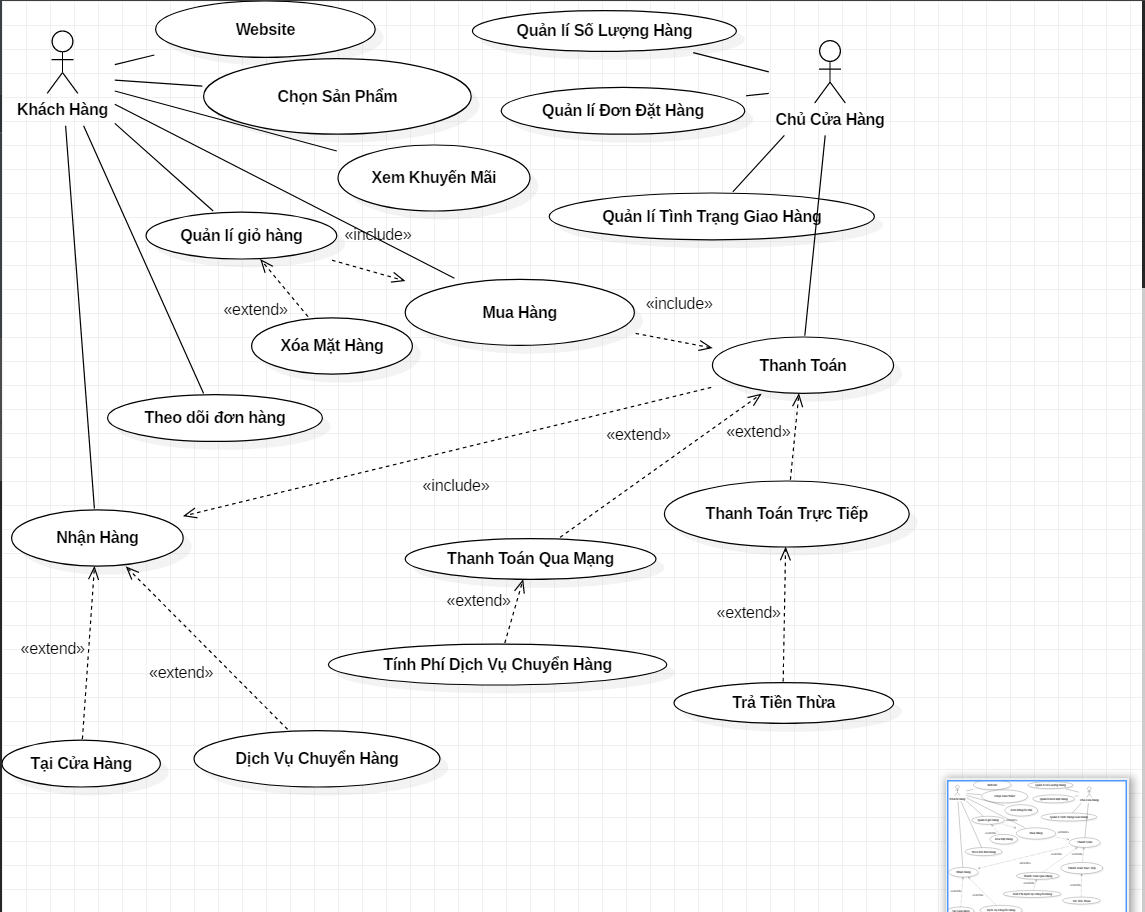 Website
Quản lí Số Lượng Hàng
Chọn Sản Phẩm
Khách Hàng
Quản lí Đơn Đặt Hàng
Chủ Cửa Hàng
Xem Khuyến Mãi
Quản lí Tình Trạng Giao Hàng
Quản lí giỏ hàng
«include»
«extend»
Mua Hàng
«include»
Xóa Mặt Hàng
Thanh Toán
Theo dõi đơn hàng
«extend»
«extend»
«include»
Nhận Hàng
Thanh Toán Trực Tiếp
Thanh Toán Qua Mạng
«extend»
«extend»
«extend»
«extend»
Tính Phí Dịch Vụ Chuyển Hàng
Trả Tiền Thừa
Tại Cửa Hàng
Dịch Vụ Chuyển Hàng